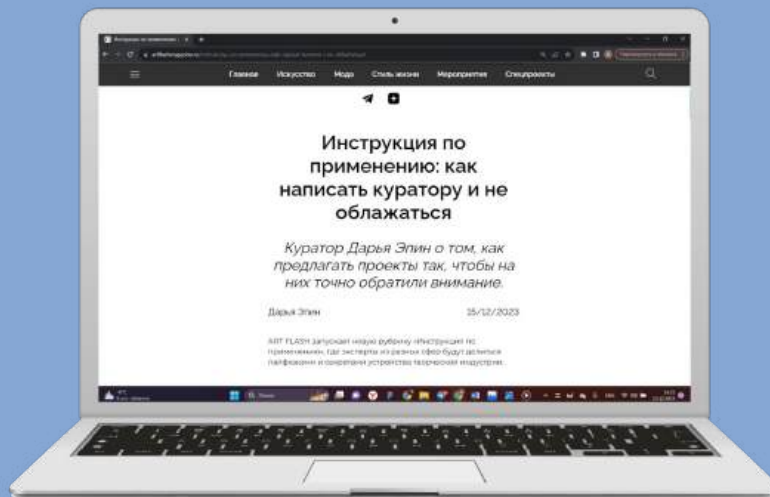 Главное Искусство Мода Стиль жизни Мероприятия Спецпроекты
Инструкция по
применению: как
написать куратору и не
облажаться
Куратор Дарья Эпин о том, как
предлагать проекты так, чтобы на
них точно обратили внимание.
Дарья Эпин 15/12/2023
ART FLASH запускает новую рубрику «Инструкция по
применению», где эксперты из разных сфер будут делиться
лайфхаками и секретами устройства творческой индустрии.